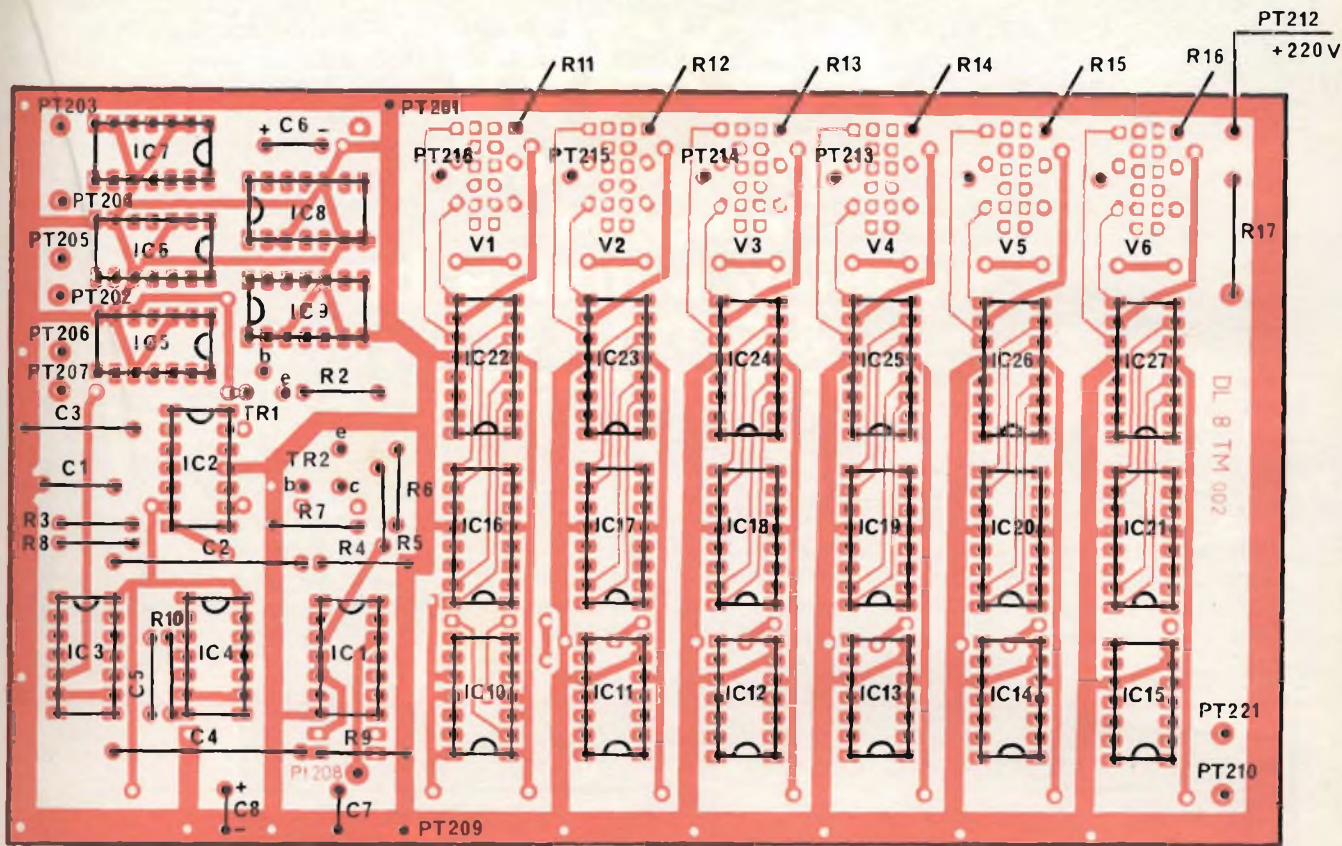 PT212
+220V
R11
R12
R13
R14
R15
R16
PT203
PT201
+ C6 -
IC7
PT216
PT215
PT214
PT213
PT204
IC8
PT205
IC6
V1
V2
V3
V4
V5
V6
R17
PT202
IC9
PT206
IC5
IC22
IC23
IC24
IC25
IC26
IC27
b
PT207
e
R2
TR1
C3
DL 8 TM 002
e
IC2
TR2
C1
b
c
R6
R3
R7
IC16
IC17
IC18
IC19
IC20
IC21
R8
C2
R4
R5
R10
IC3
IC4
IC1
C5
IC10
IC11
IC12
IC13
IC14
IC15
PT221
C4
R9
PT208
PT210
+
C8
-
C7
PT209